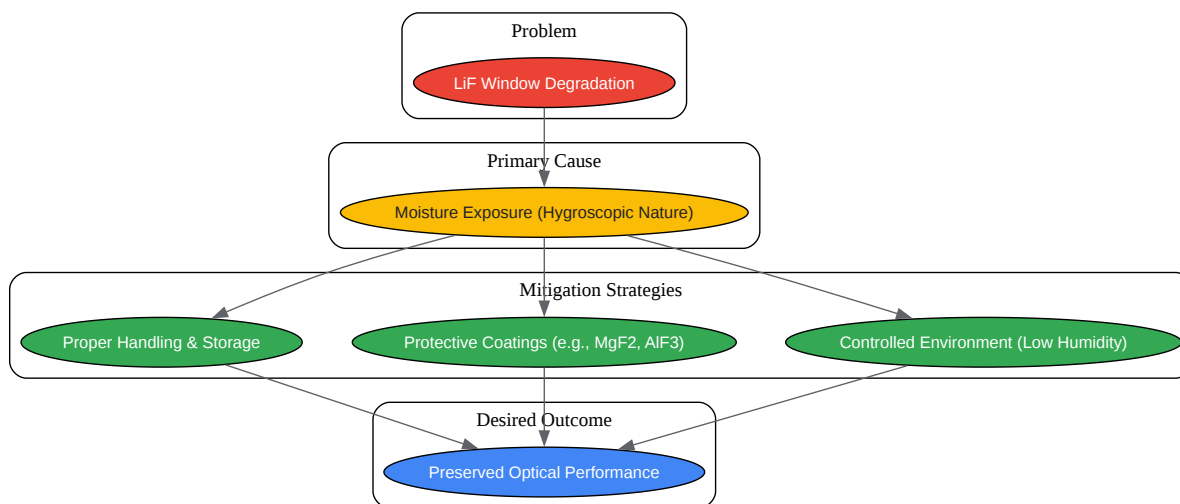 Problem
LiF Window Degradation
Primary Cause
Moisture Exposure (Hygroscopic Nature)
Mitigation Strategies
Proper Handling & Storage
Protective Coatings (e.g., MgF2, AlF3)
Controlled Environment (Low Humidity)
Desired Outcome
Preserved Optical Performance